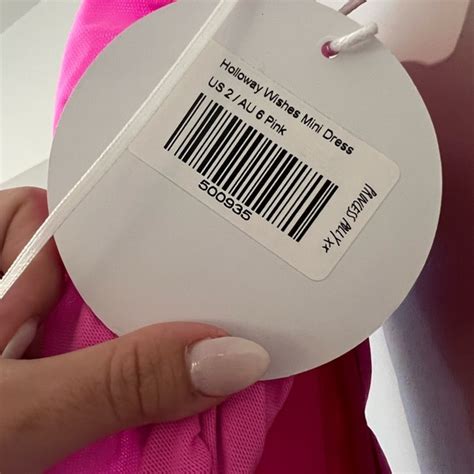 Holloway Wishes Mini Dress
US 2 / AU 6 Pink
500935
PRINCESS POLLY xx